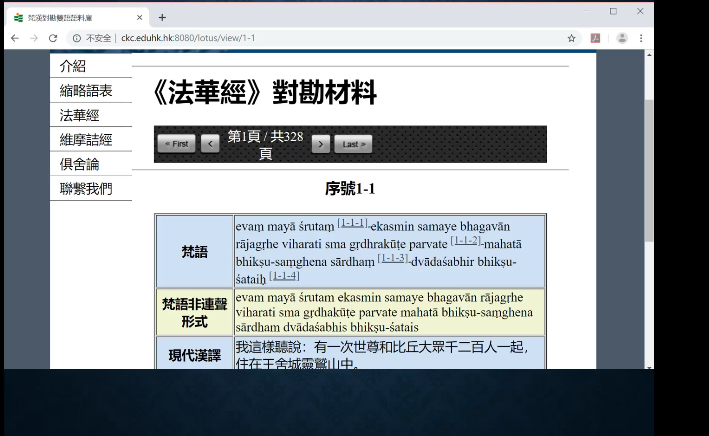 梵漢對勘雙語語料庫
不安全 | ckc.eduhk.hk:8080/lotus/view/1-1
介紹
縮略語表
法華經
維摩詰經
俱舍論
聯繫我們
《法華經》對勘材料
« First
‹
第1頁 / 共328
頁
›
Last »
序號1-1
梵語
evaṃ mayā śrutaṃ [1-1-1] ekasmin samaye bhagavān
rājagṛhe viharati sma gṛdhrakūṭe parvate [1-1-2] mahatā
bhikṣu-saṃghena sārdhaṃ [1-1-3] dvādaśabhir bhikṣu-
śataiḥ [1-1-4]
梵語非連聲
形式
evam mayā śrutam ekasmin samaye bhagavān rājagṛhe
viharati sma gṛdhakūṭe parvate mahatā bhikṣu-saṃghena
sārdham dvādaśabhis bhikṣu-śatais
現代漢譯
我這樣聽說：有一次世尊和比丘大眾千二百人一起，
住在王舍城靈鷲山中。